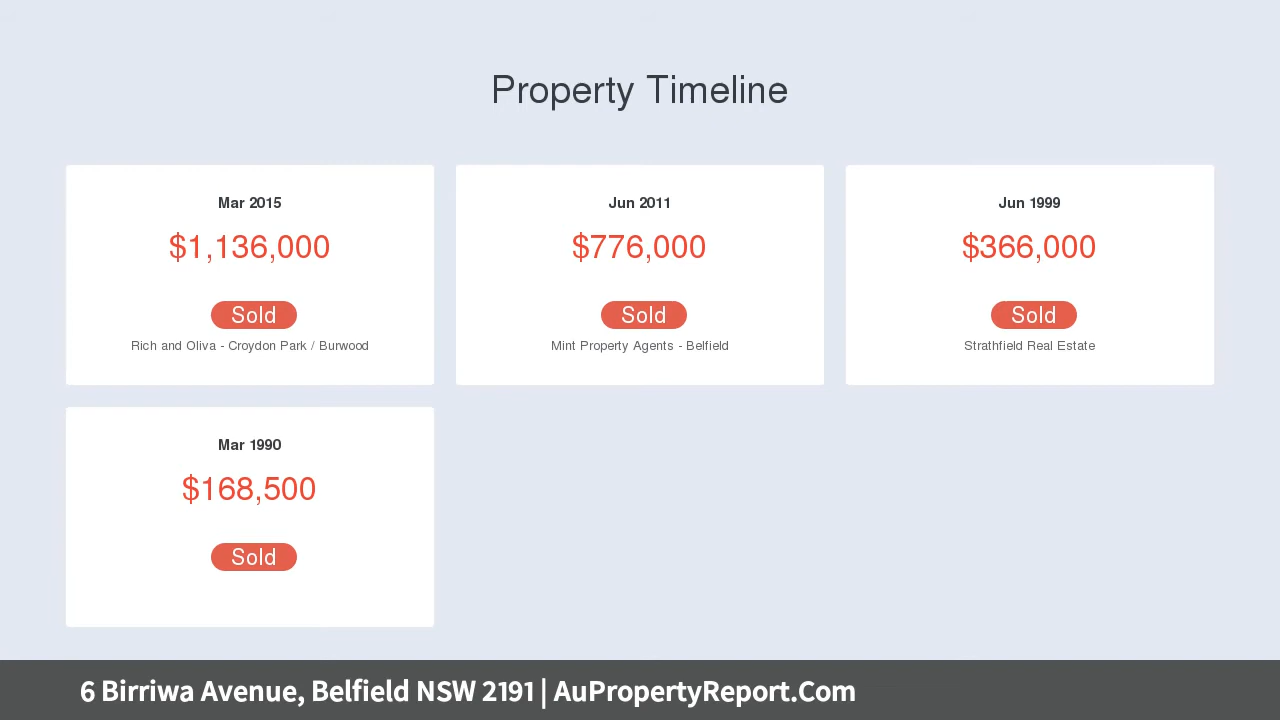 Property Timeline
Mar 2015
$1,136,000
Sold
Rich and Oliva - Croydon Park / Burwood
Jun 2011
$776,000
Sold
Mint Property Agents - Belfield
Jun 1999
$366,000
Sold
Strathfield Real Estate
Mar 1990
$168,500
Sold
6 Birriwa Avenue, Belfield NSW 2191 | AuPropertyReport.Com